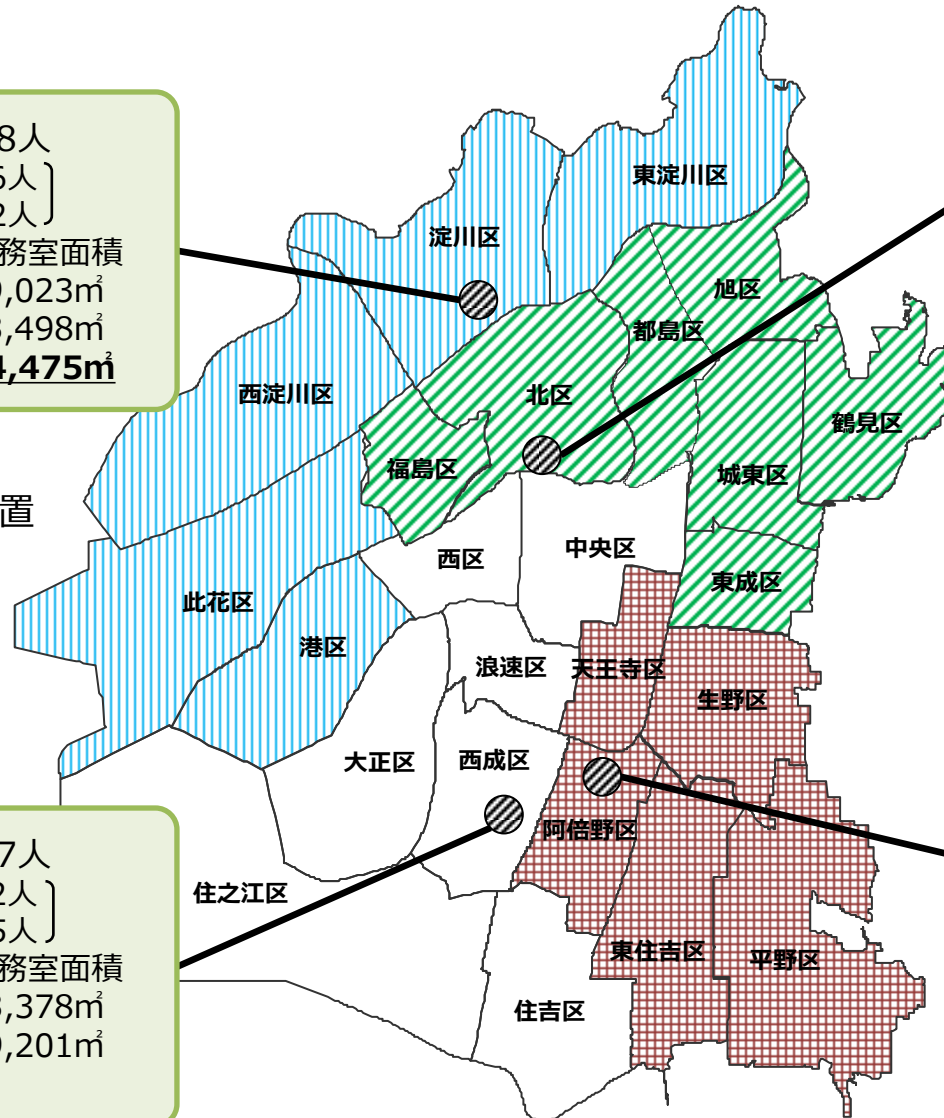 8人
6人
2人
務室面積
9,023㎡
3,498㎡
4,475㎡
置
東淀川区
淀川区
旭区
都島区
西淀川区
北区
鶴見区
福島区
城東区
西区
中央区
東成区
此花区
港区
浪速区
天王寺区
生野区
大正区
西成区
阿倍野区
住之江区
東住吉区
平野区
住吉区
7人
2人
5人
務室面積
3,378㎡
9,201㎡